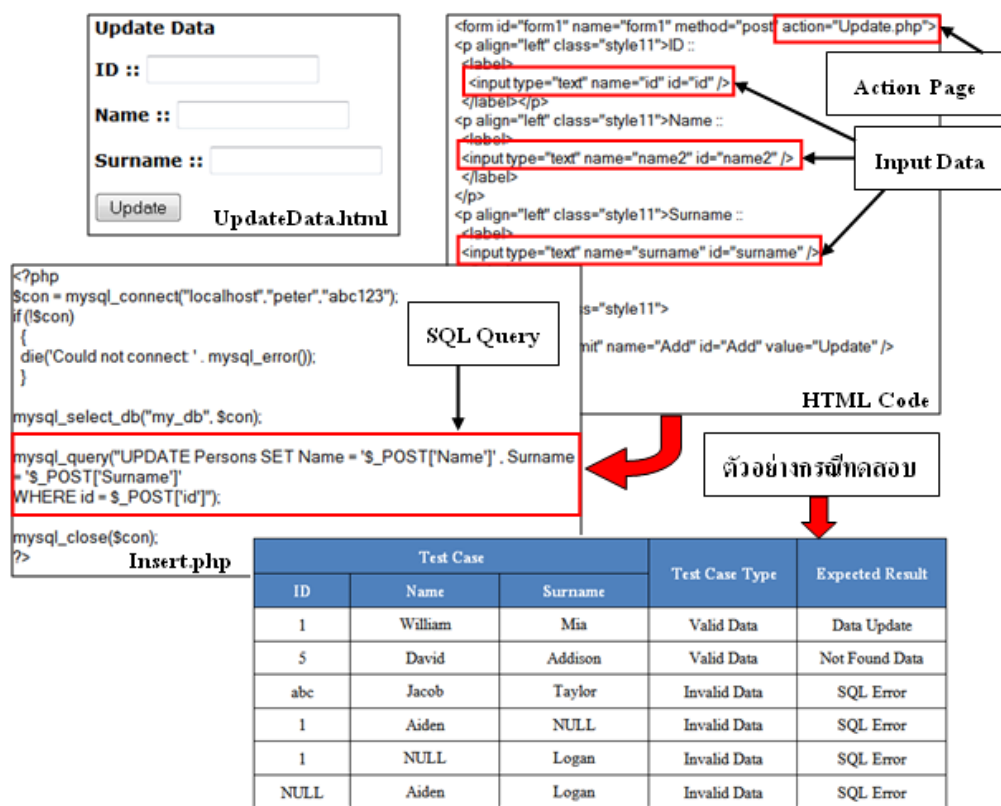 Update Data
ID ::
Name ::
Surname ::
Update
UpdateData.html
<form id="form1" name="form1" method="post" action="Update.php">
<p align="left" class="style11">ID ::
<label>
<input type="text" name="id" id="id" />
</label></p>
<p align="left" class="style11">Name ::
<label>
<input type="text" name="name2" id="name2" />
</label>
</p>
<p align="left" class="style11">Surname ::
<label>
<input type="text" name="surname" id="surname" />
s="style11">
mit" name="Add" id="Add" value="Update" />
HTML Code
Action Page
Input Data
<?php
$con = mysql_connect("localhost","peter","abc123");
if (!$con)
{
die('Could not connect: ' . mysql_error());
}
mysql_select_db("my_db", $con);
mysql_query("UPDATE Persons SET Name = '$_POST['Name']' , Surname
= '$_POST['Surname']'
WHERE id = $_POST['id']");
mysql_close($con);
?>
Insert.php
SQL Query
ตัวอย่างกรณีทดสอบ
Test Case Test Case Type Expected Result
ID Name Surname
1 William Mia Valid Data Data Update
5 David Addison Valid Data Not Found Data
abc Jacob Taylor Invalid Data SQL Error
1 Aiden NULL Invalid Data SQL Error
1 NULL Logan Invalid Data SQL Error
NULL Aiden Logan Invalid Data SQL Error